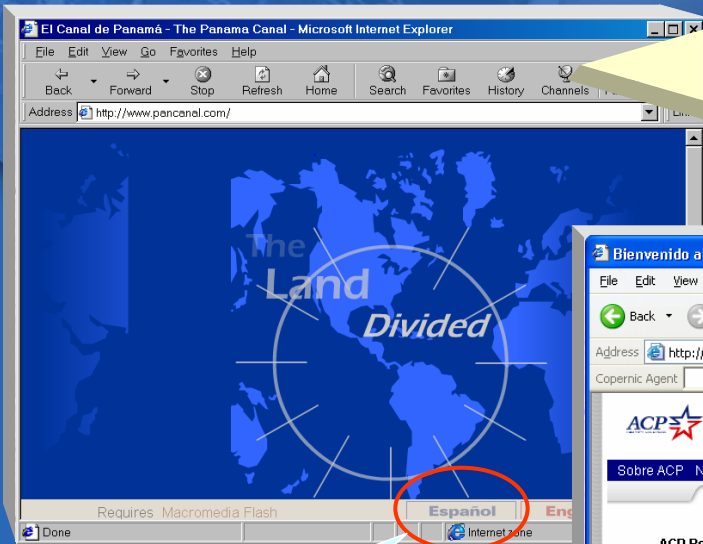 El Canal de Panamá - The Panama Canal - Microsoft Internet Explorer
File Edit View Go Favorites Help
Back Forward Stop Refresh Home Search Favorites History Channels
Address http://www.pancanal.com/
The
Land
Divided
Requires Macromedia Flash Español
Done Internet zone
Bienvenido a
File Edit View
Back
Address http://
Copernic Agent
ACP
Sobre ACP